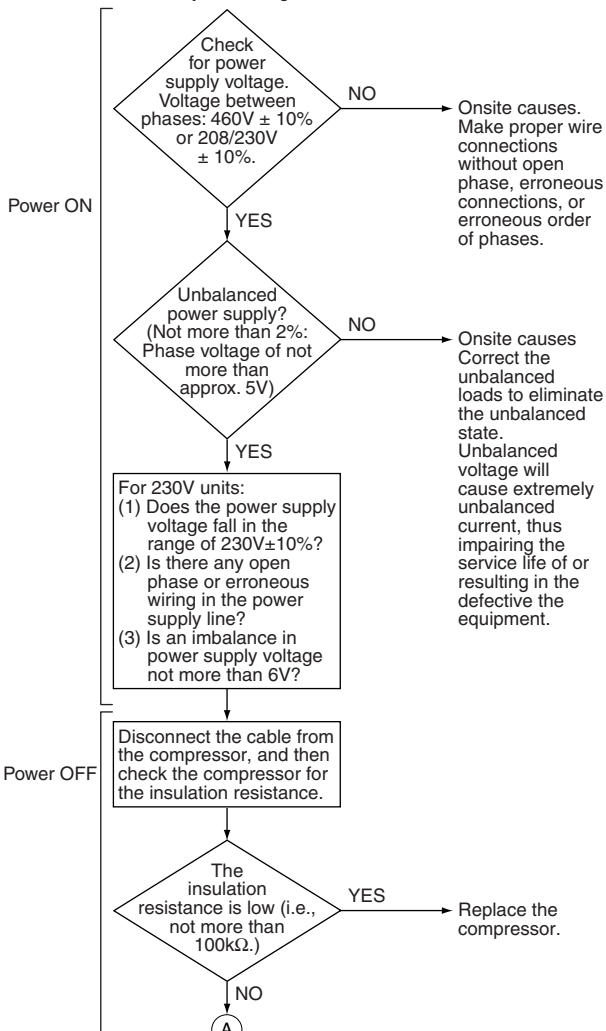 Check
for power
supply voltage.
Voltage between
phases: 460V ± 10%
or 208/230V
± 10%.
NO
Onsite causes.
Make proper wire
connections
without open
phase, erroneous
connections, or
erroneous order
of phases.
Power ON
YES
Unbalanced
power supply?
(Not more than 2%:
Phase voltage of not
more than
approx. 5V)
NO
Onsite causes
Correct the
unbalanced
loads to eliminate
the unbalanced
state.
Unbalanced
voltage will
cause extremely
unbalanced
current, thus
impairing the
service life of or
resulting in the
defective the
equipment.
YES
For 230V units:
(1) Does the power supply
voltage fall in the
range of 230V±10%?
(2) Is there any open
phase or erroneous
wiring in the power
supply line?
(3) Is an imbalance in
power supply voltage
not more than 6V?
Power OFF
Disconnect the cable from
the compressor, and then
check the compressor for
the insulation resistance.
The
insulation
resistance is low (i.e.,
not more than
100kΩ.)
YES
Replace the
compressor.
NO
A